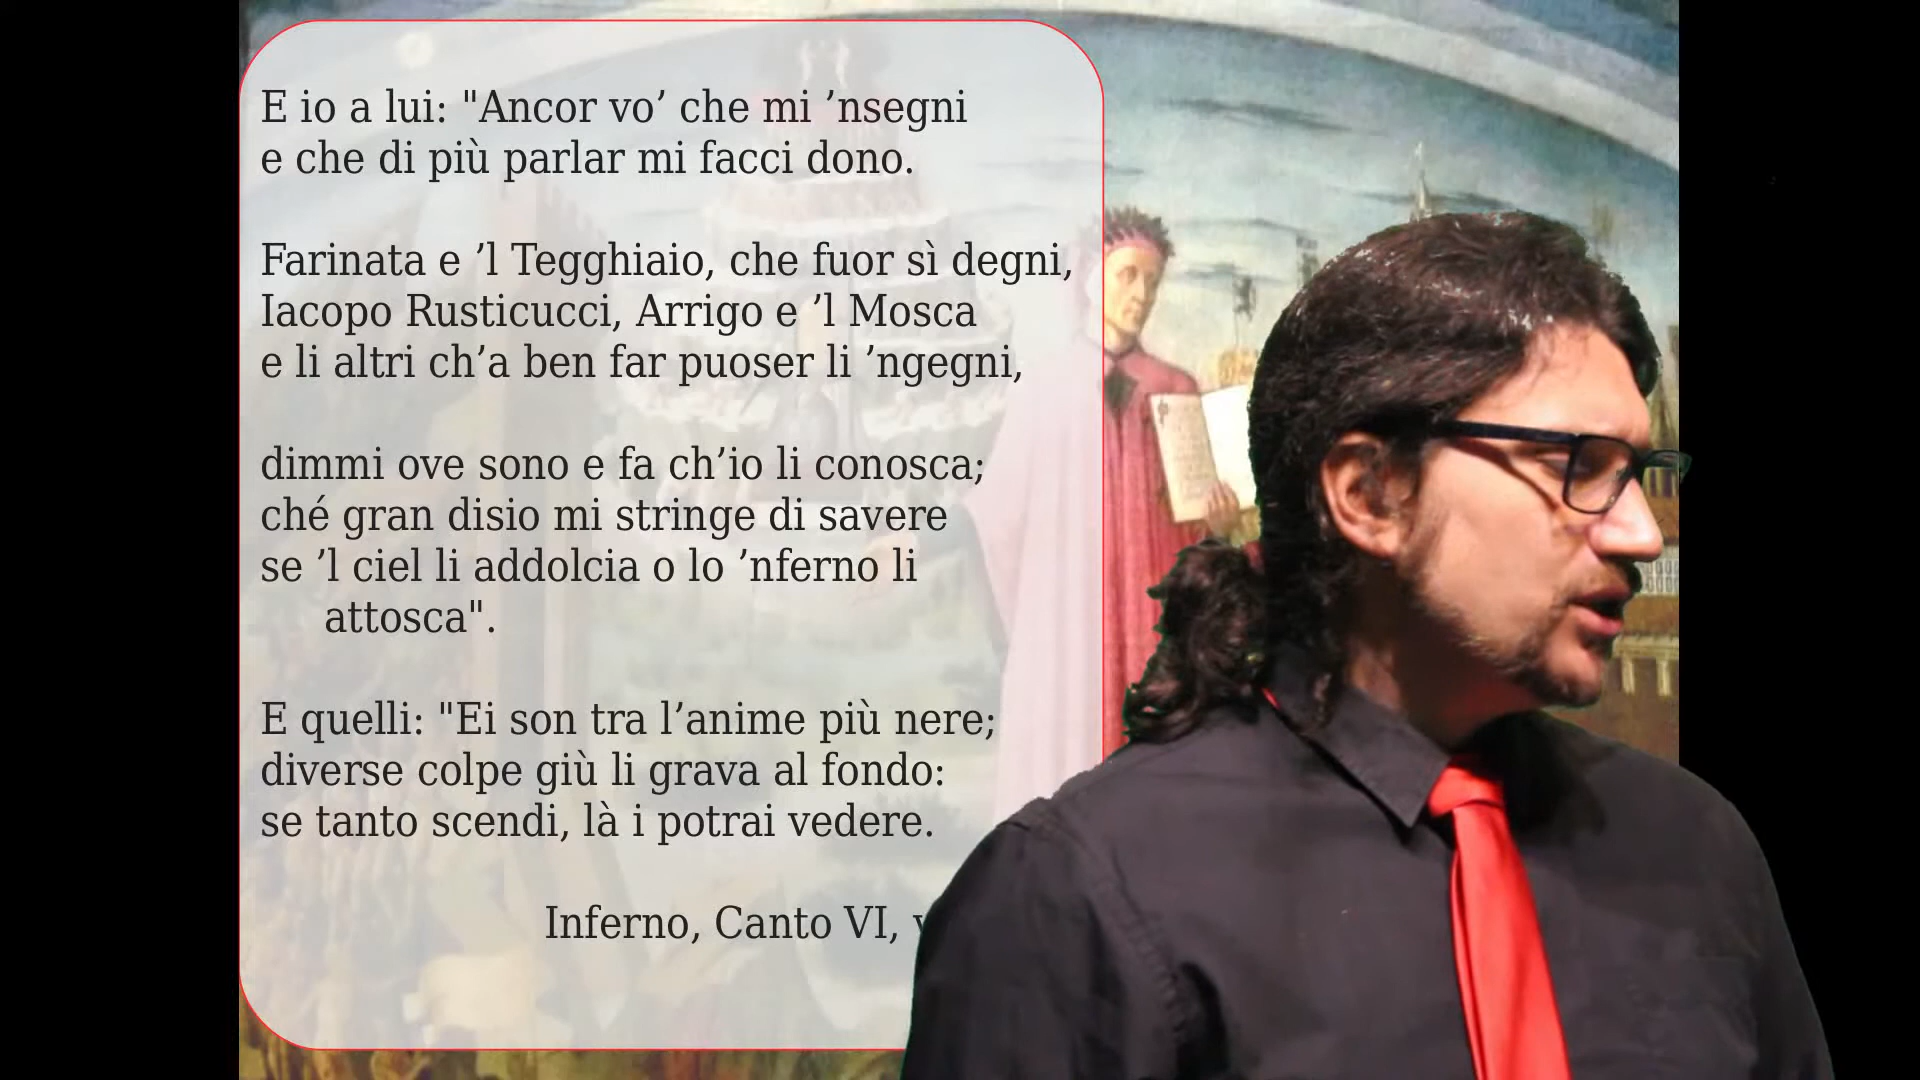 E io a lui: "Ancor vo’ che mi ’nsegni
e che di più parlar mi facci dono.
Farinata e ’l Tegghiaio, che fuor sì degni,
Iacopo Rusticucci, Arrigo e ’l Mosca
e li altri ch’a ben far puoser li ’ngegni,
dimmi ove sono e fa ch’io li conosca;
ché gran disio mi stringe di savere
se ’l ciel li addolcia o lo ’nferno li
attosca".
E quelli: "Ei son tra l’anime più nere;
diverse colpe giù li grava al fondo:
se tanto scendi, là i potrai vedere.
Inferno, Canto VI,